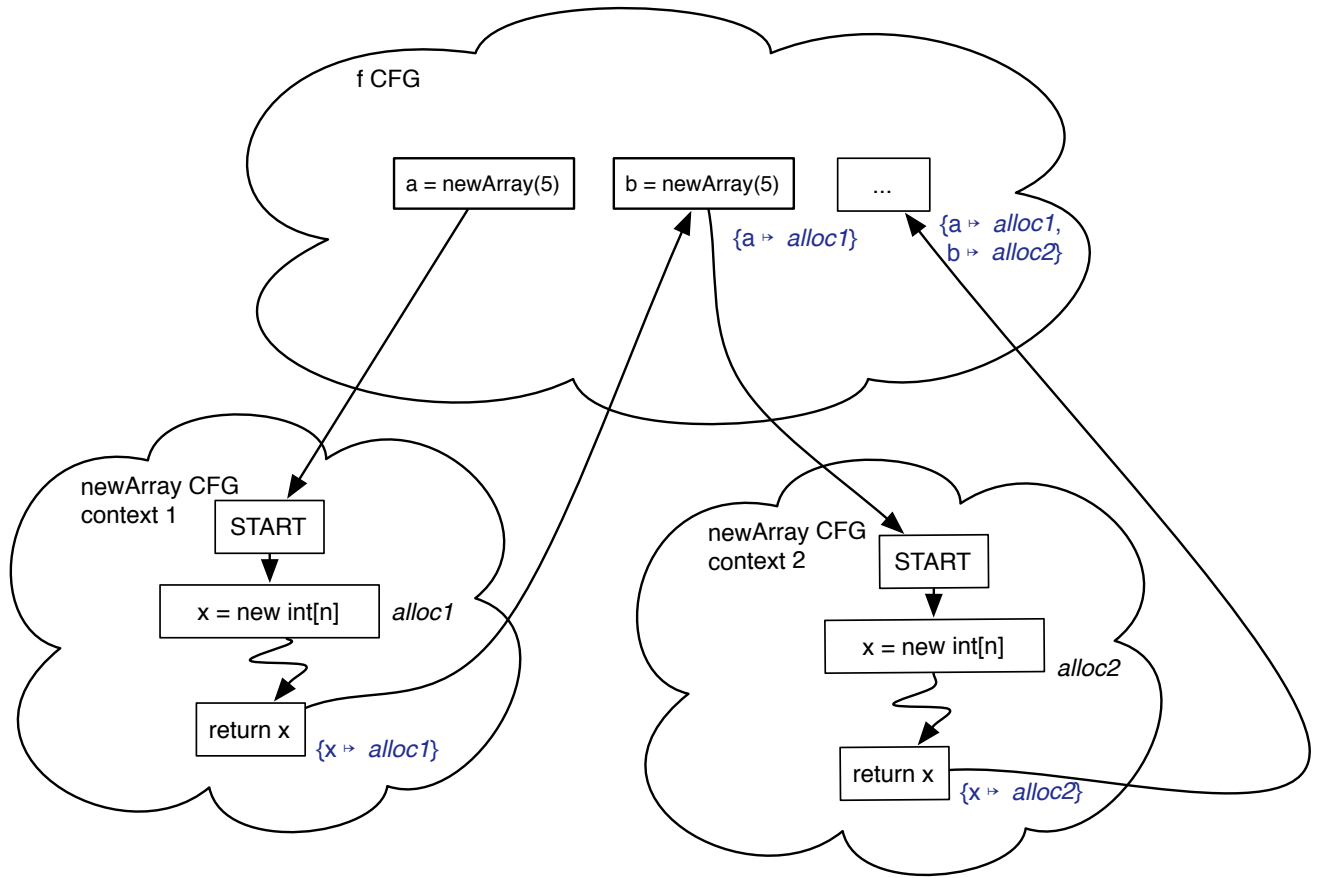 f CFG
a = newArray(5)
b = newArray(5)
...
{a ↦ alloc1}
{a ↦ alloc1,
b ↦ alloc2}
newArray CFG
context 1
START
x = new int[n]
alloc1
return x
{x ↦ alloc1}
newArray CFG
context 2
START
x = new int[n]
alloc2
return x
{x ↦ alloc2}